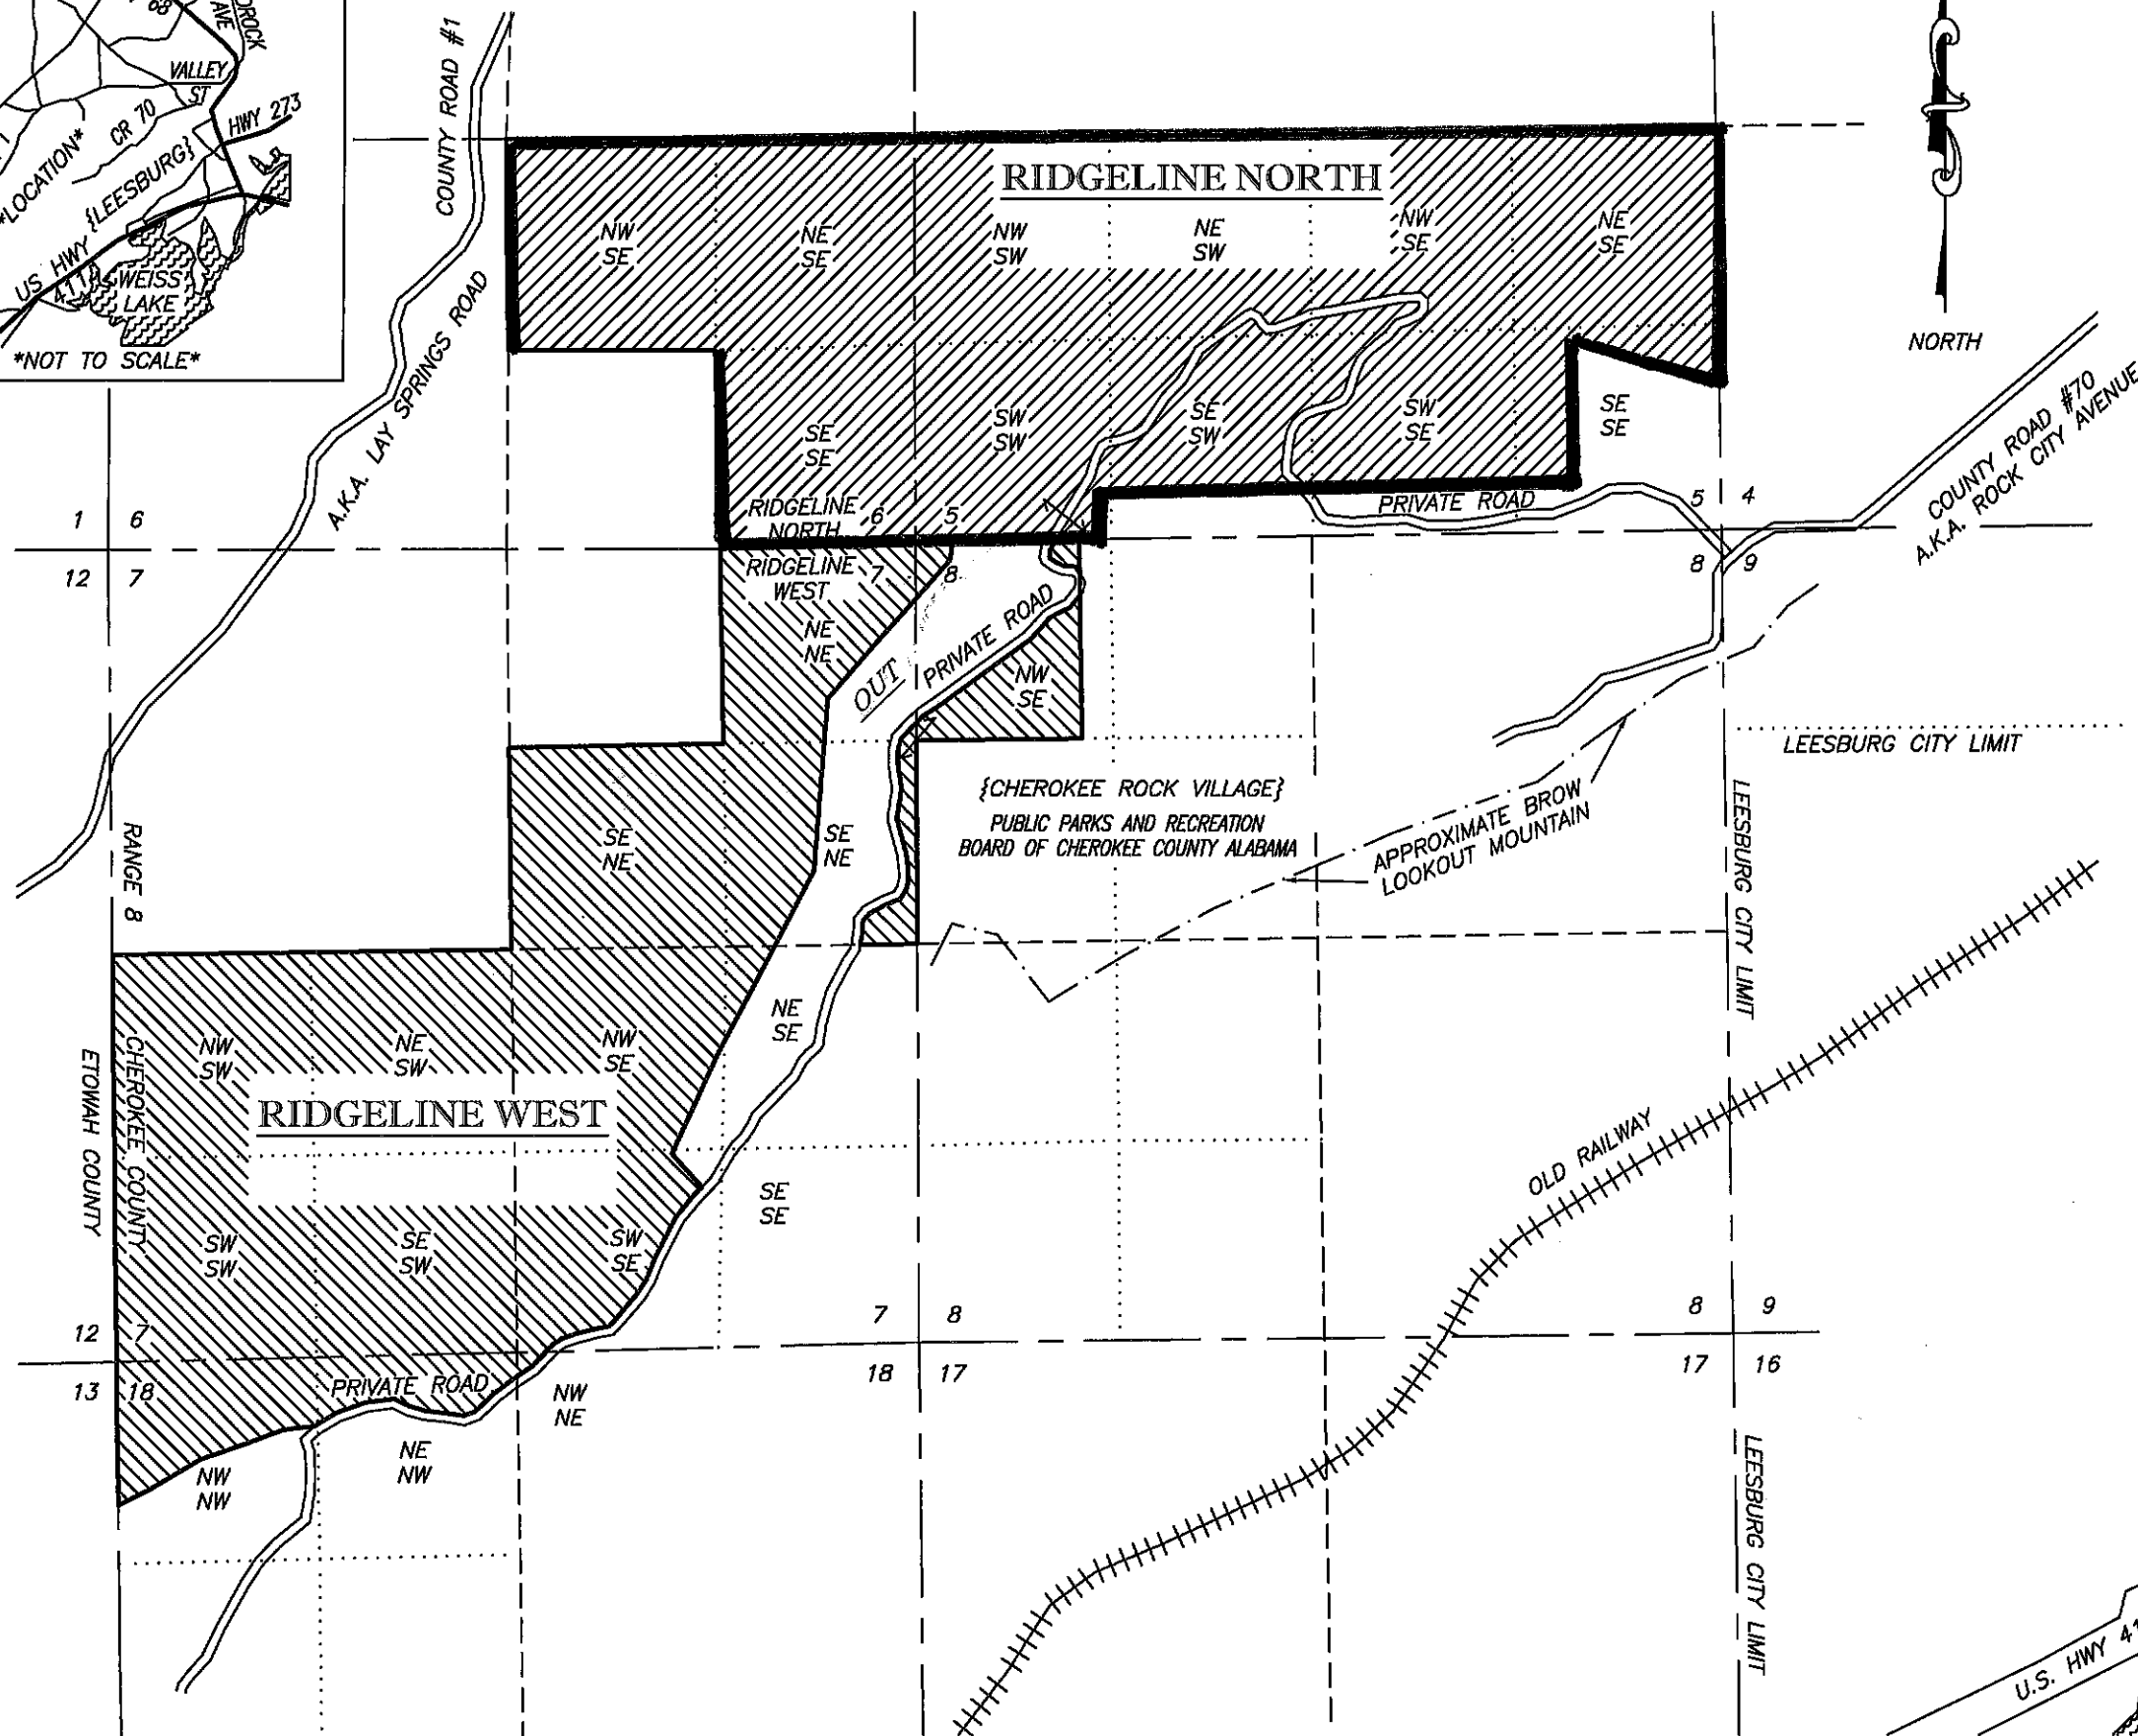 VALLEY
ST
HWY 273
CR 70
*LOCATION*
{LEESBURG}
US HWY
411
WEISS
LAKE
*NOT TO SCALE*
COUNTY ROAD #1
A.K.A. LAY SPRINGS ROAD
NORTH
RIDGELINE NORTH
NW
SE
NE
SE
NW
SW
NE
SW
NW
SE
NE
SE
SE
SE
SW
SW
SE
SW
SW
SE
SE
SE
COUNTY ROAD #70
A.K.A. ROCK CITY AVENUE
PRIVATE ROAD
RIDGELINE
NORTH
1 6
6 5
5 4
12 7
7 8
8 9
RIDGELINE
WEST
NE
NE
OUT
PRIVATE ROAD
NW
SE
LEESBURG CITY LIMIT
{CHEROKEE ROCK VILLAGE}
PUBLIC PARKS AND RECREATION
BOARD OF CHEROKEE COUNTY ALABAMA
APPROXIMATE BROW
LOOKOUT MOUNTAIN
LEESBURG CITY LIMIT
RANGE 8
SE
NE
SE
NE
NE
SE
NW
SW
NE
SW
NW
SE
ETOWAH COUNTY
CHEROKEE COUNTY
RIDGELINE WEST
OLD RAILWAY
SE
SE
SW
SW
SE
SW
SW
SE
12 7
7 8
8 9
13 18
18 17
17 16
PRIVATE ROAD
NW
NE
NE
NW
NW
NW
LEESBURG CITY LIMIT
U.S. HWY